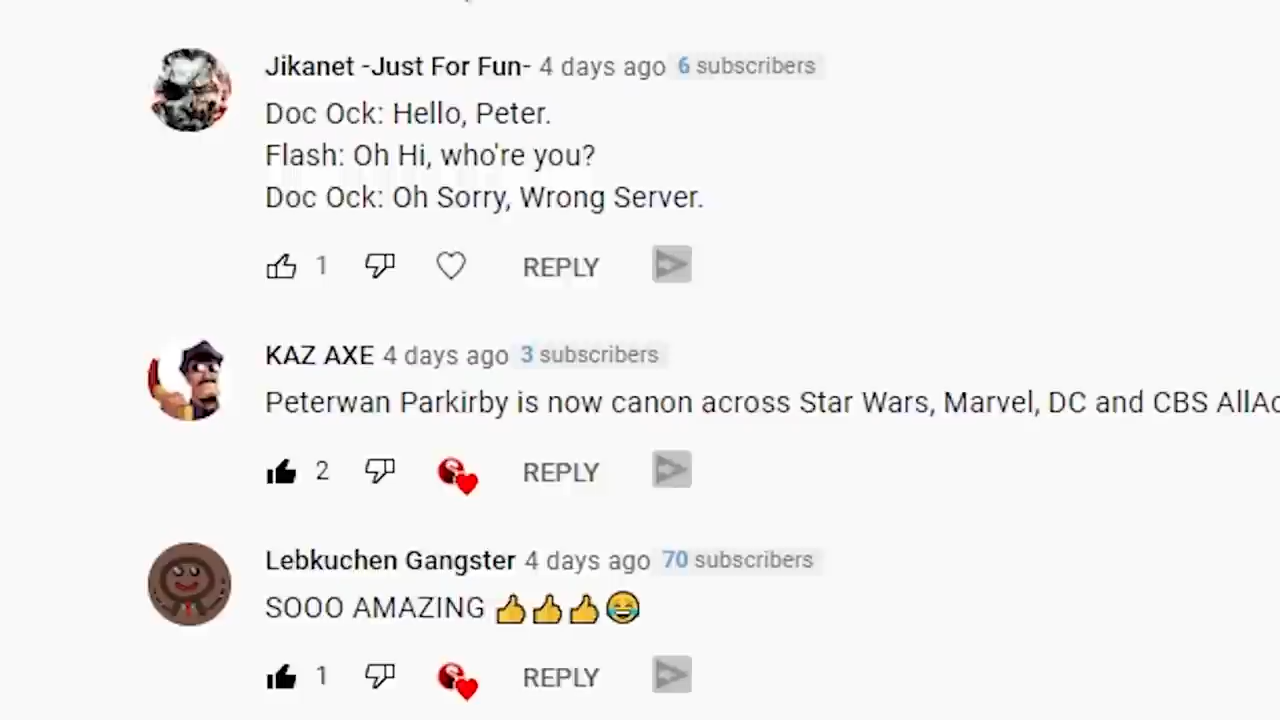 Jikanet -Just For Fun- 4 days ago 6 subscribers
Doc Ock: Hello, Peter.
Flash: Oh Hi, who're you?
Doc Ock: Oh Sorry, Wrong Server.
1 REPLY
KAZ AXE 4 days ago 3 subscribers
Peterwan Parkirby is now canon across Star Wars, Marvel, DC and CBS
2 REPLY
Lebkuchen Gangster 4 days ago 70 subscribers
SOOO AMAZING 👍👍👍😂
1 REPLY